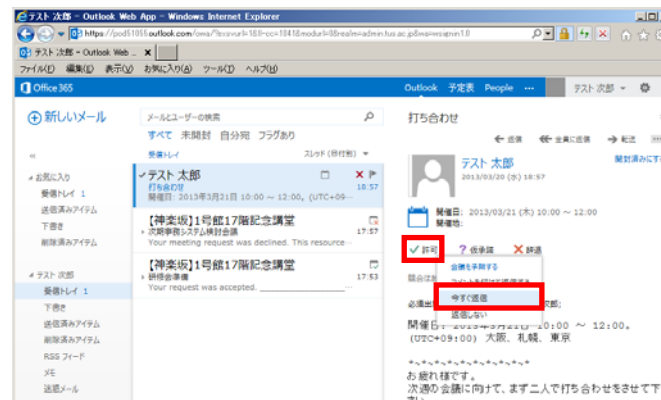 テスト 次郎 - Outlook Web App - Windows Internet Explorer
テスト 次郎 - Outlook Web ...
ファイル(F) 編集(E) 表示(V) お気に入り(A) ツール(T) ヘルプ(H)
Office 365
Outlook 予定表 People ... テスト 次郎
新しいメール
メールとユーザーの検索
すべて 未開封 自分宛 フラグあり
受信トレイ スレッド (日付別)
お気に入り
受信トレイ 1
送信済みアイテム
下書き
削除済みアイテム
テスト 次郎
受信トレイ 1
下書き
送信済みアイテム
削除済みアイテム
RSS フィード
メモ
迷惑メール
テスト 太郎
打ち合わせ 18:57
開催日: 2013年3月21日 10:00 ~ 12:00。(UTC+09...
【神楽坂】1号館17階記念講堂
次期事務システム検討会議 17:57
Your meeting request was declined. This resource...
【神楽坂】1号館17階記念講堂
研修会準備 17:53
Your request was accepted.
打ち合わせ
返信 全員に返信 転送
テスト 太郎
2013/03/20 (水) 18:57
開封済みにす
開催日: 2013/03/21 (木) 10:00 ~ 12:00
開催地:
許可 ? 仮承諾 辞退
会議を手開する
今すぐ返信
返信しない
次郎;
開催日: 2013年3月21日 10:00 ~ 12:00。
(UTC+09:00) 大阪、札幌、東京
*~*~*~*~*~*~*~*~*~*
お疲れ様です。
次週の会議に向けて、まず二人で打ち合わせをさせて下